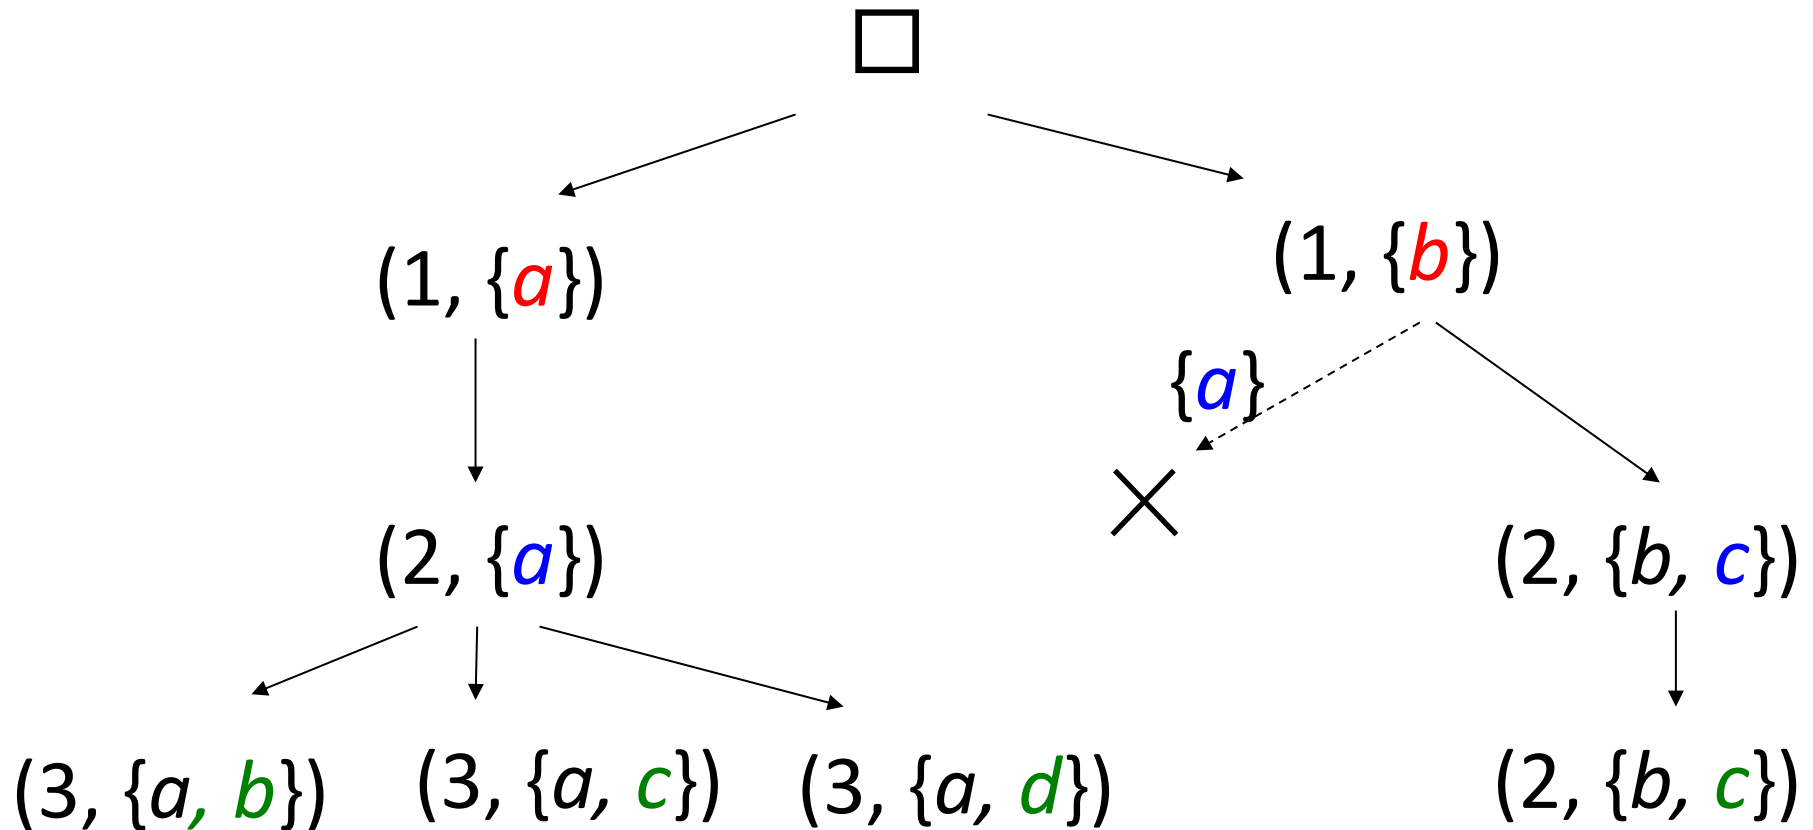 (1, {a})
(1, {b})
{a}
(2, {a})
(2, {b, c})
(3, {a, b})
(3, {a, c})
(3, {a, d})
(2, {b, c})